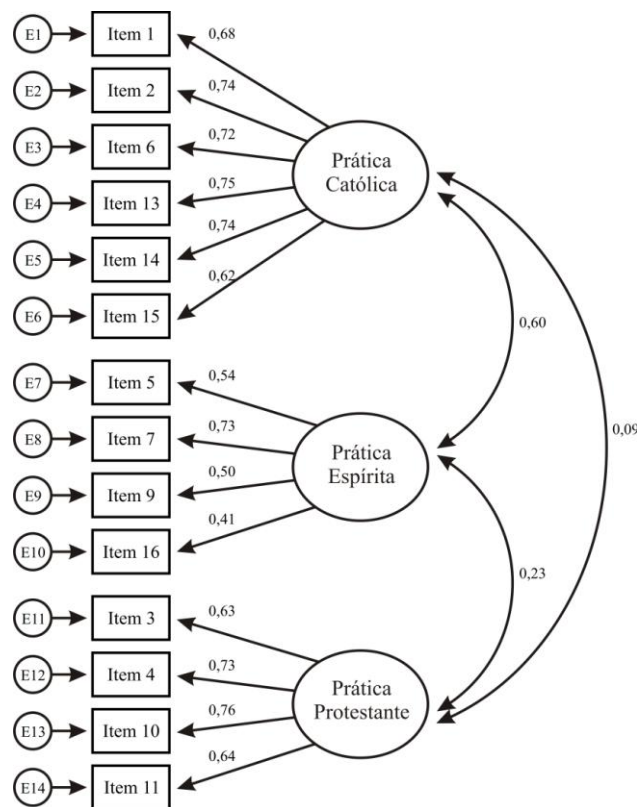 E1 Item 1 0,68
E2 Item 2 0,74
E3 Item 6 0,72
E4 Item 13 0,75
E5 Item 14 0,74
E6 Item 15 0,62
Prática
Católica
0,60
0,09
E7 Item 5 0,54
E8 Item 7 0,73
E9 Item 9 0,50
E10 Item 16 0,41
Prática
Espírita
0,23
E11 Item 3 0,63
E12 Item 4 0,73
E13 Item 10 0,76
E14 Item 11 0,64
Prática
Protestante